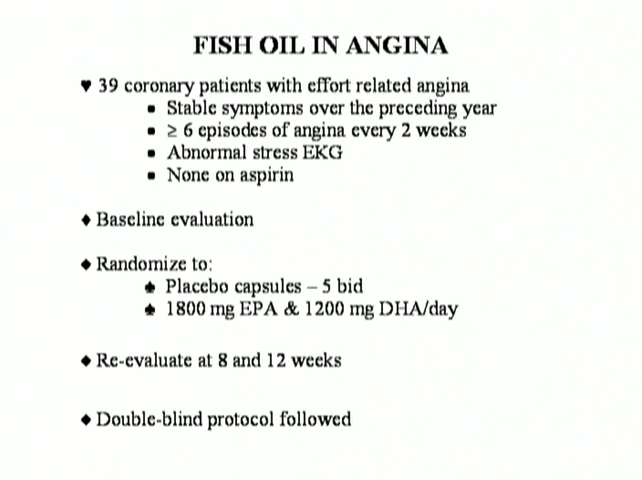 FISH OIL IN ANGINA
♥ 39 coronary patients with effort related angina
▪ Stable symptoms over the preceding year
▪ ≥ 6 episodes of angina every 2 weeks
▪ Abnormal stress EKG
▪ None on aspirin
♦ Baseline evaluation
♦ Randomize to:
♠ Placebo capsules – 5 bid
♠ 1800 mg EPA & 1200 mg DHA/day
♦ Re-evaluate at 8 and 12 weeks
♦ Double-blind protocol followed